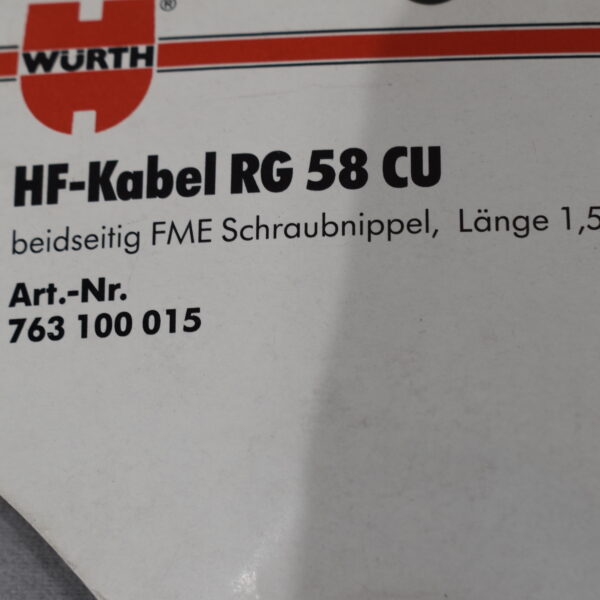 WÜRTH®
HF-Kabel RG 58 CU
beidseitig FME Schraubnippel, Länge 1,5
Art.-Nr.
763 100 015